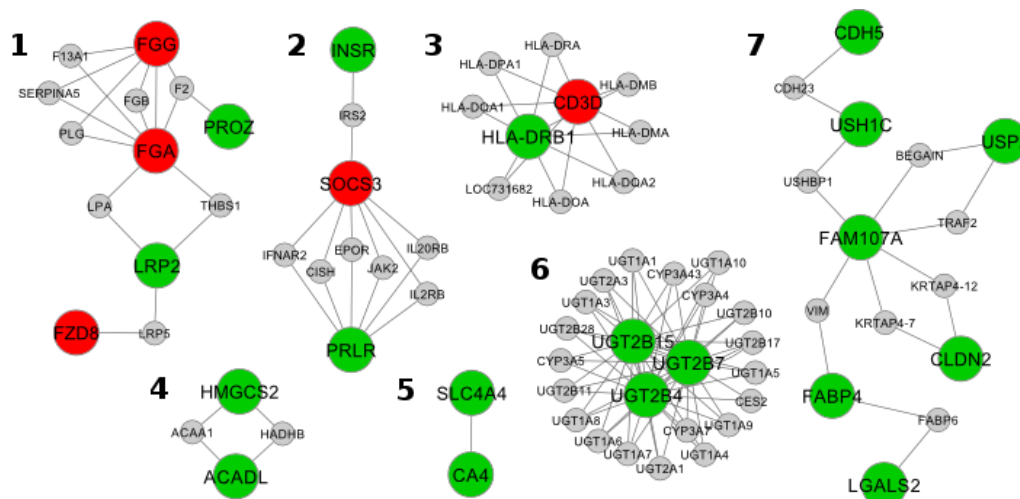 1
FGG
F13A1
SERPINA5
FGB
F2
PLG
PROZ
FGA
LPA
THBS1
LRP2
FZD8
LRP5
2
INSR
IRS2
SOCS3
IFNAR2
CISH
EPOR
JAK2
IL20RB
IL2RB
PRLR
3
HLA-DRA
HLA-DPA1
HLA-DMB
CD3D
HLA-DQA1
HLA-DRB1
HLA-DMA
LOC731682
HLA-DOA
HLA-DQA2
4
HMGCS2
ACAA1
HADHB
ACADL
5
SLC4A4
CA4
6
UGT1A1
UGT1A10
UGT2A3
CYP3A43
UGT1A3
CYP3A4
UGT2B10
UGT2B28
UGT2B15
UGT2B17
CYP3A5
UGT2B7
UGT1A5
UGT2B11
UGT2B4
CES2
UGT1A8
UGT1A9
UGT1A6
CYP3A7
UGT1A7
UGT1A4
UGT2A1
7
CDH5
CDH23
USH1C
USP
BEGAIN
USHBP1
TRAF2
FAM107A
KRTAP4-12
VIM
KRTAP4-7
CLDN2
FABP4
FABP6
LGALS2